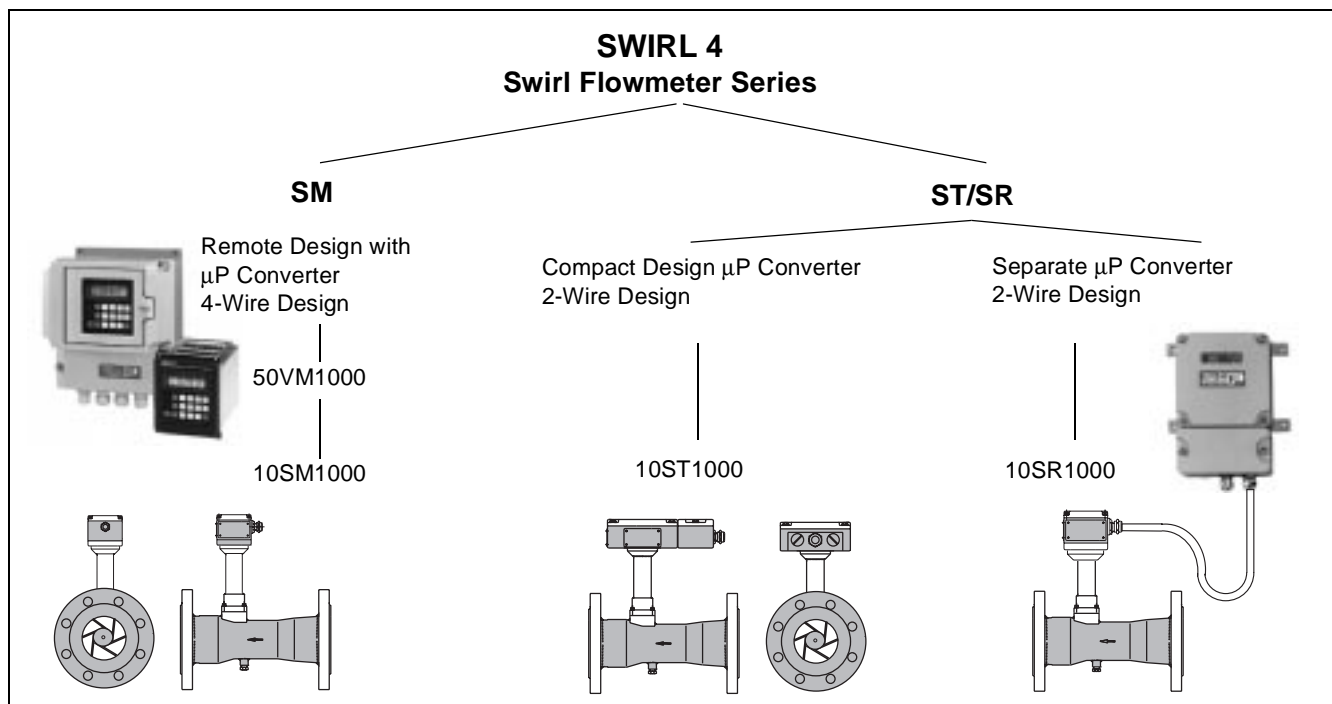 SWIRL 4
Swirl Flowmeter Series
SM
ST/SR
Remote Design with
µP Converter
4-Wire Design
50VM1000
10SM1000
Compact Design µP Converter
2-Wire Design
10ST1000
Separate µP Converter
2-Wire Design
10SR1000